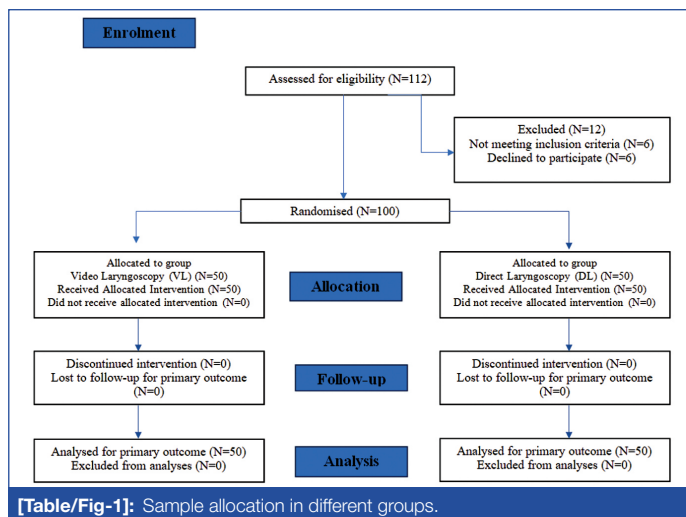 Enrolment
Assessed for eligibility (N=112)
Excluded (N=12)
Not meeting inclusion criteria (N=6)
Declined to participate (N=6)
Randomised (N=100)
Allocated to group
Video Laryngoscopy (VL) (N=50)
Received Allocated Intervention (N=50)
Did not receive allocated intervention (N=0)
Allocation
Allocated to group
Direct Laryngoscopy (DL) (N=50)
Received Allocated Intervention (N=50)
Did not receive allocated intervention (N=0)
Discontinued intervention (N=0)
Lost to follow-up for primary outcome
(N=0)
Follow-up
Discontinued intervention (N=0)
Lost to follow-up for primary outcome
(N=0)
Analysed for primary outcome (N=50)
Excluded from analyses (N=0)
Analysis
Analysed for primary outcome (N=50)
Excluded from analyses (N=0)
[Table/Fig-1]: Sample allocation in different groups.